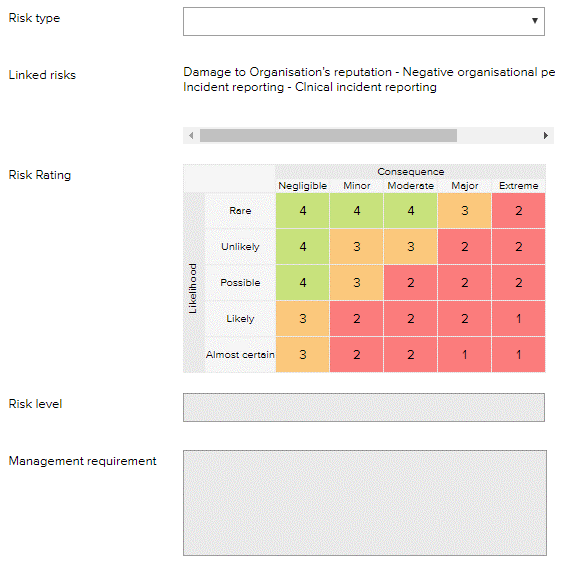 Risk type
Linked risks
Damage to Organisation's reputation - Negative organisational pe
Incident reporting - Clnical incident reporting
Risk Rating
Consequence
Negligible Minor Moderate Major Extreme
Likelihood
Rare 4 4 4 3 2
Unlikely 4 3 3 2 2
Possible 4 3 2 2 2
Likely 3 2 2 2 1
Almost certain 3 2 2 1 1
Risk level
Management requirement